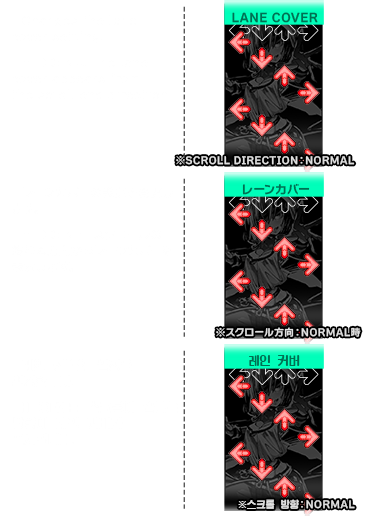 LANE COVER
※SCROLL DIRECTION：NORMAL
レーンカバー
※スクロール方向：NORMAL時
레인 커버
※스크롤 방향：NORMAL